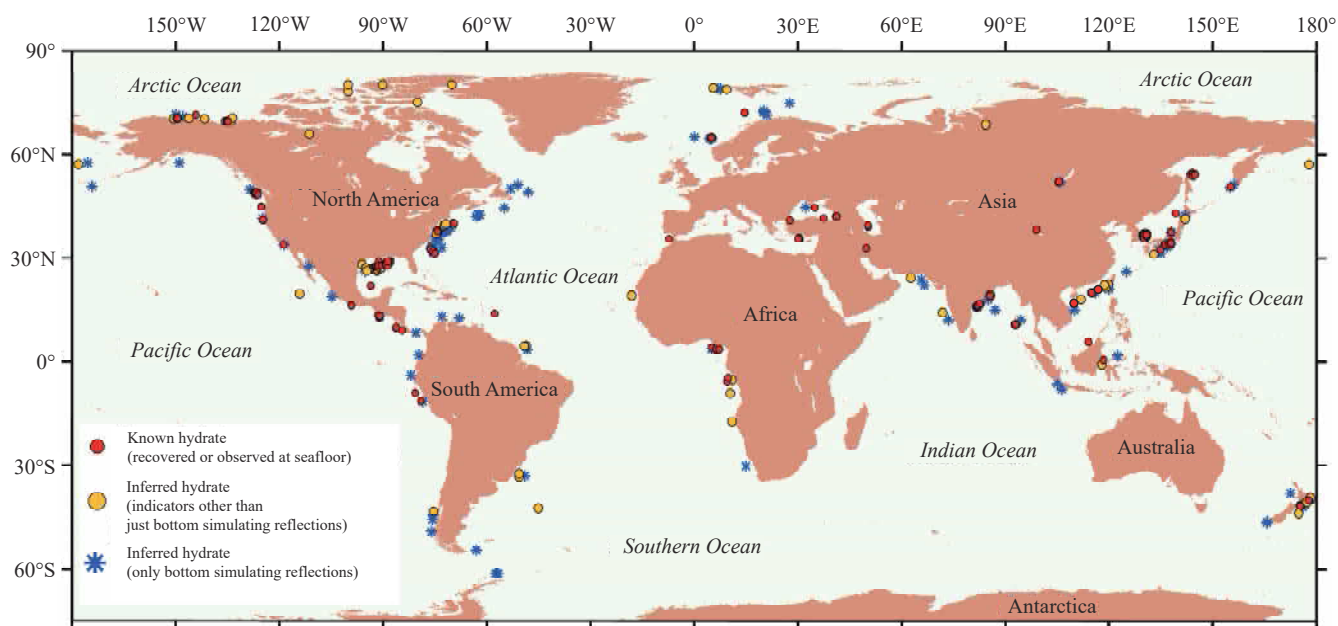 150°W 120°W 90°W 60°W 30°W 0° 30°E 60°E 90°E 120°E 150°E 180°
90°
Arctic Ocean Arctic Ocean
60°N
North America Asia
30°N
Atlantic Ocean Pacific Ocean
Africa
0°
Pacific Ocean
South America
Known hydrate
(recovered or observed at seafloor)
Indian Ocean Australia
30°S
Inferred hydrate
(indicators other than
just bottom simulating reflections)
Southern Ocean
Inferred hydrate
(only bottom simulating reflections)
60°S
Antarctica